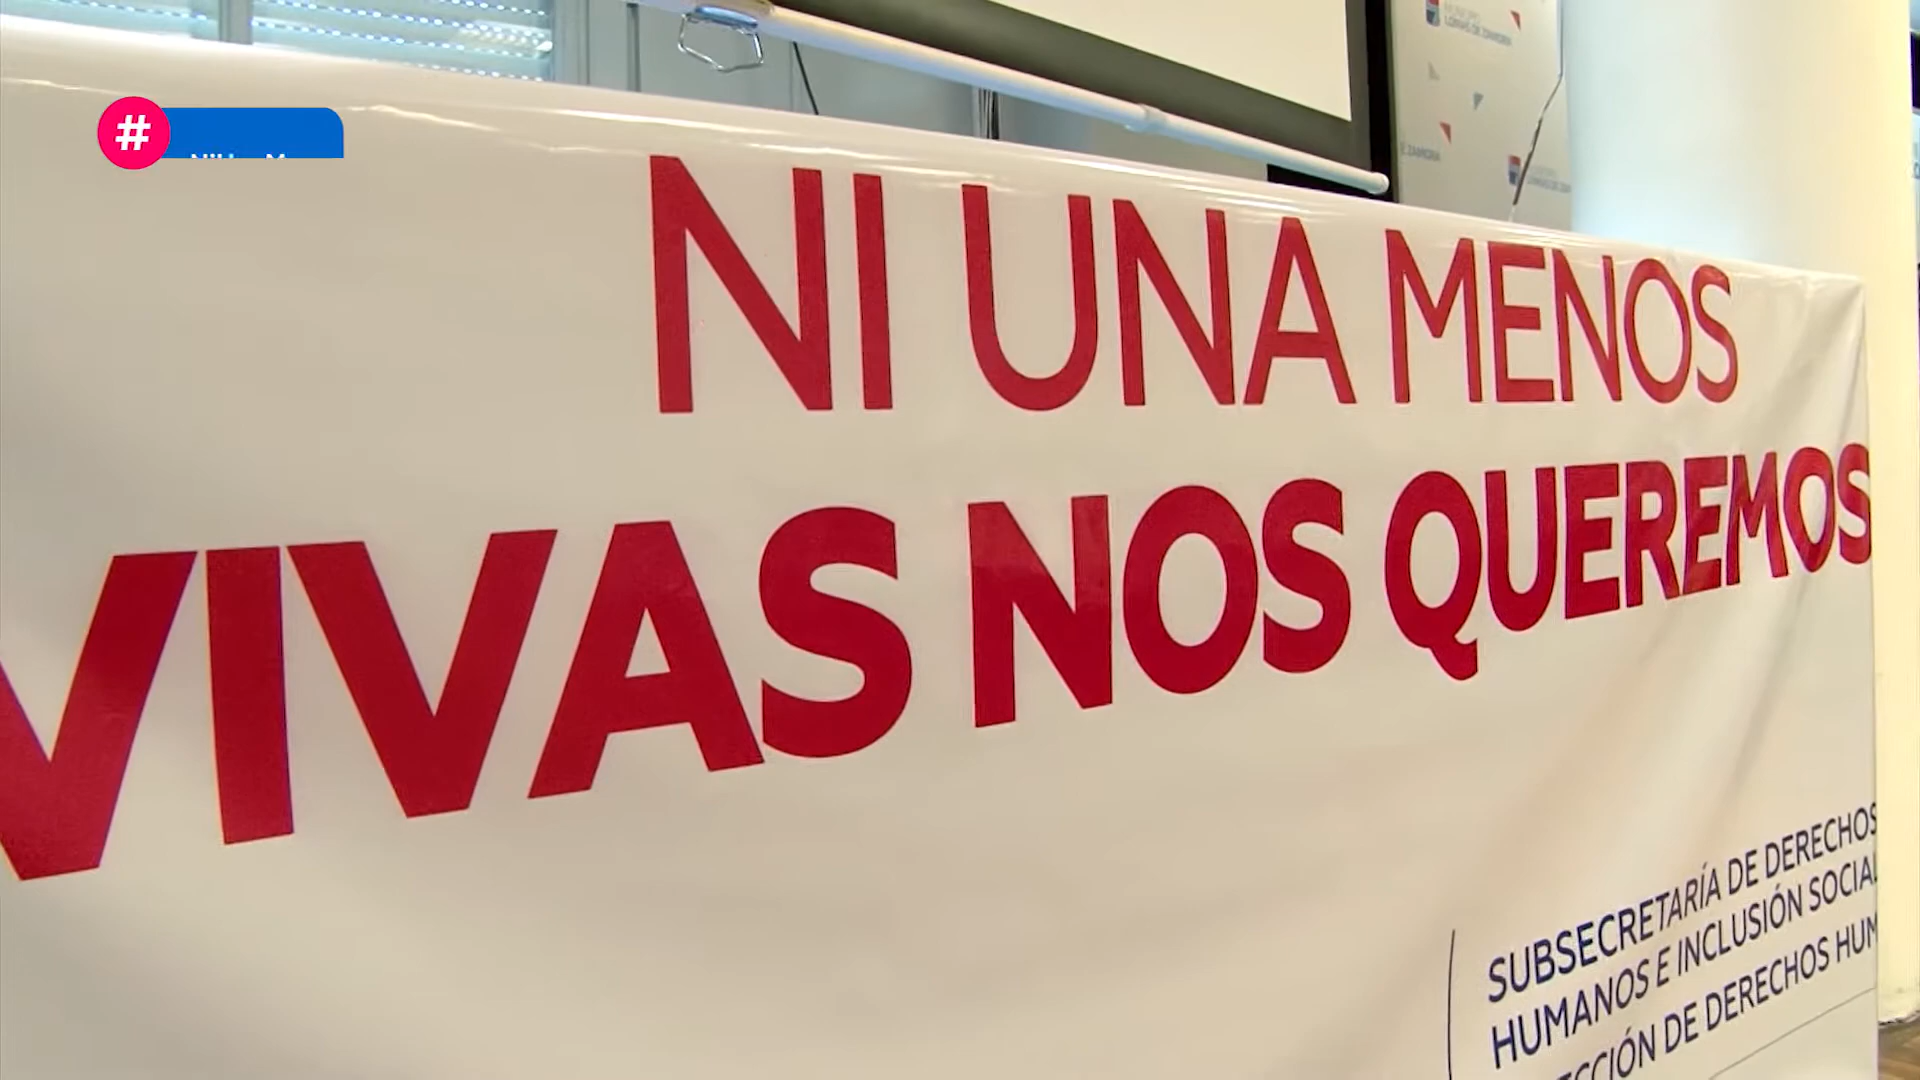 #
NI UNA MENOS
VIVAS NOS QUEREMOS
SUBSECRETARÍA DE DERECHOS
HUMANOS E INCLUSIÓN SOCIAL
DE DERECHOS